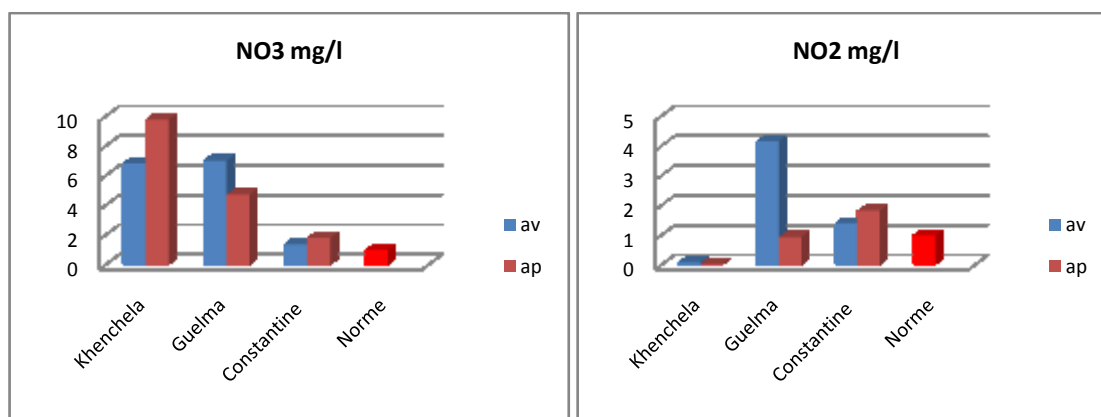 NO3 mg/l
10
8
6
4
2
0
Khenchela
Guelma
Constantine
Norme
av
ap
NO2 mg/l
5
4
3
2
1
0
Khenchela
Guelma
Constantine
Norme
av
ap